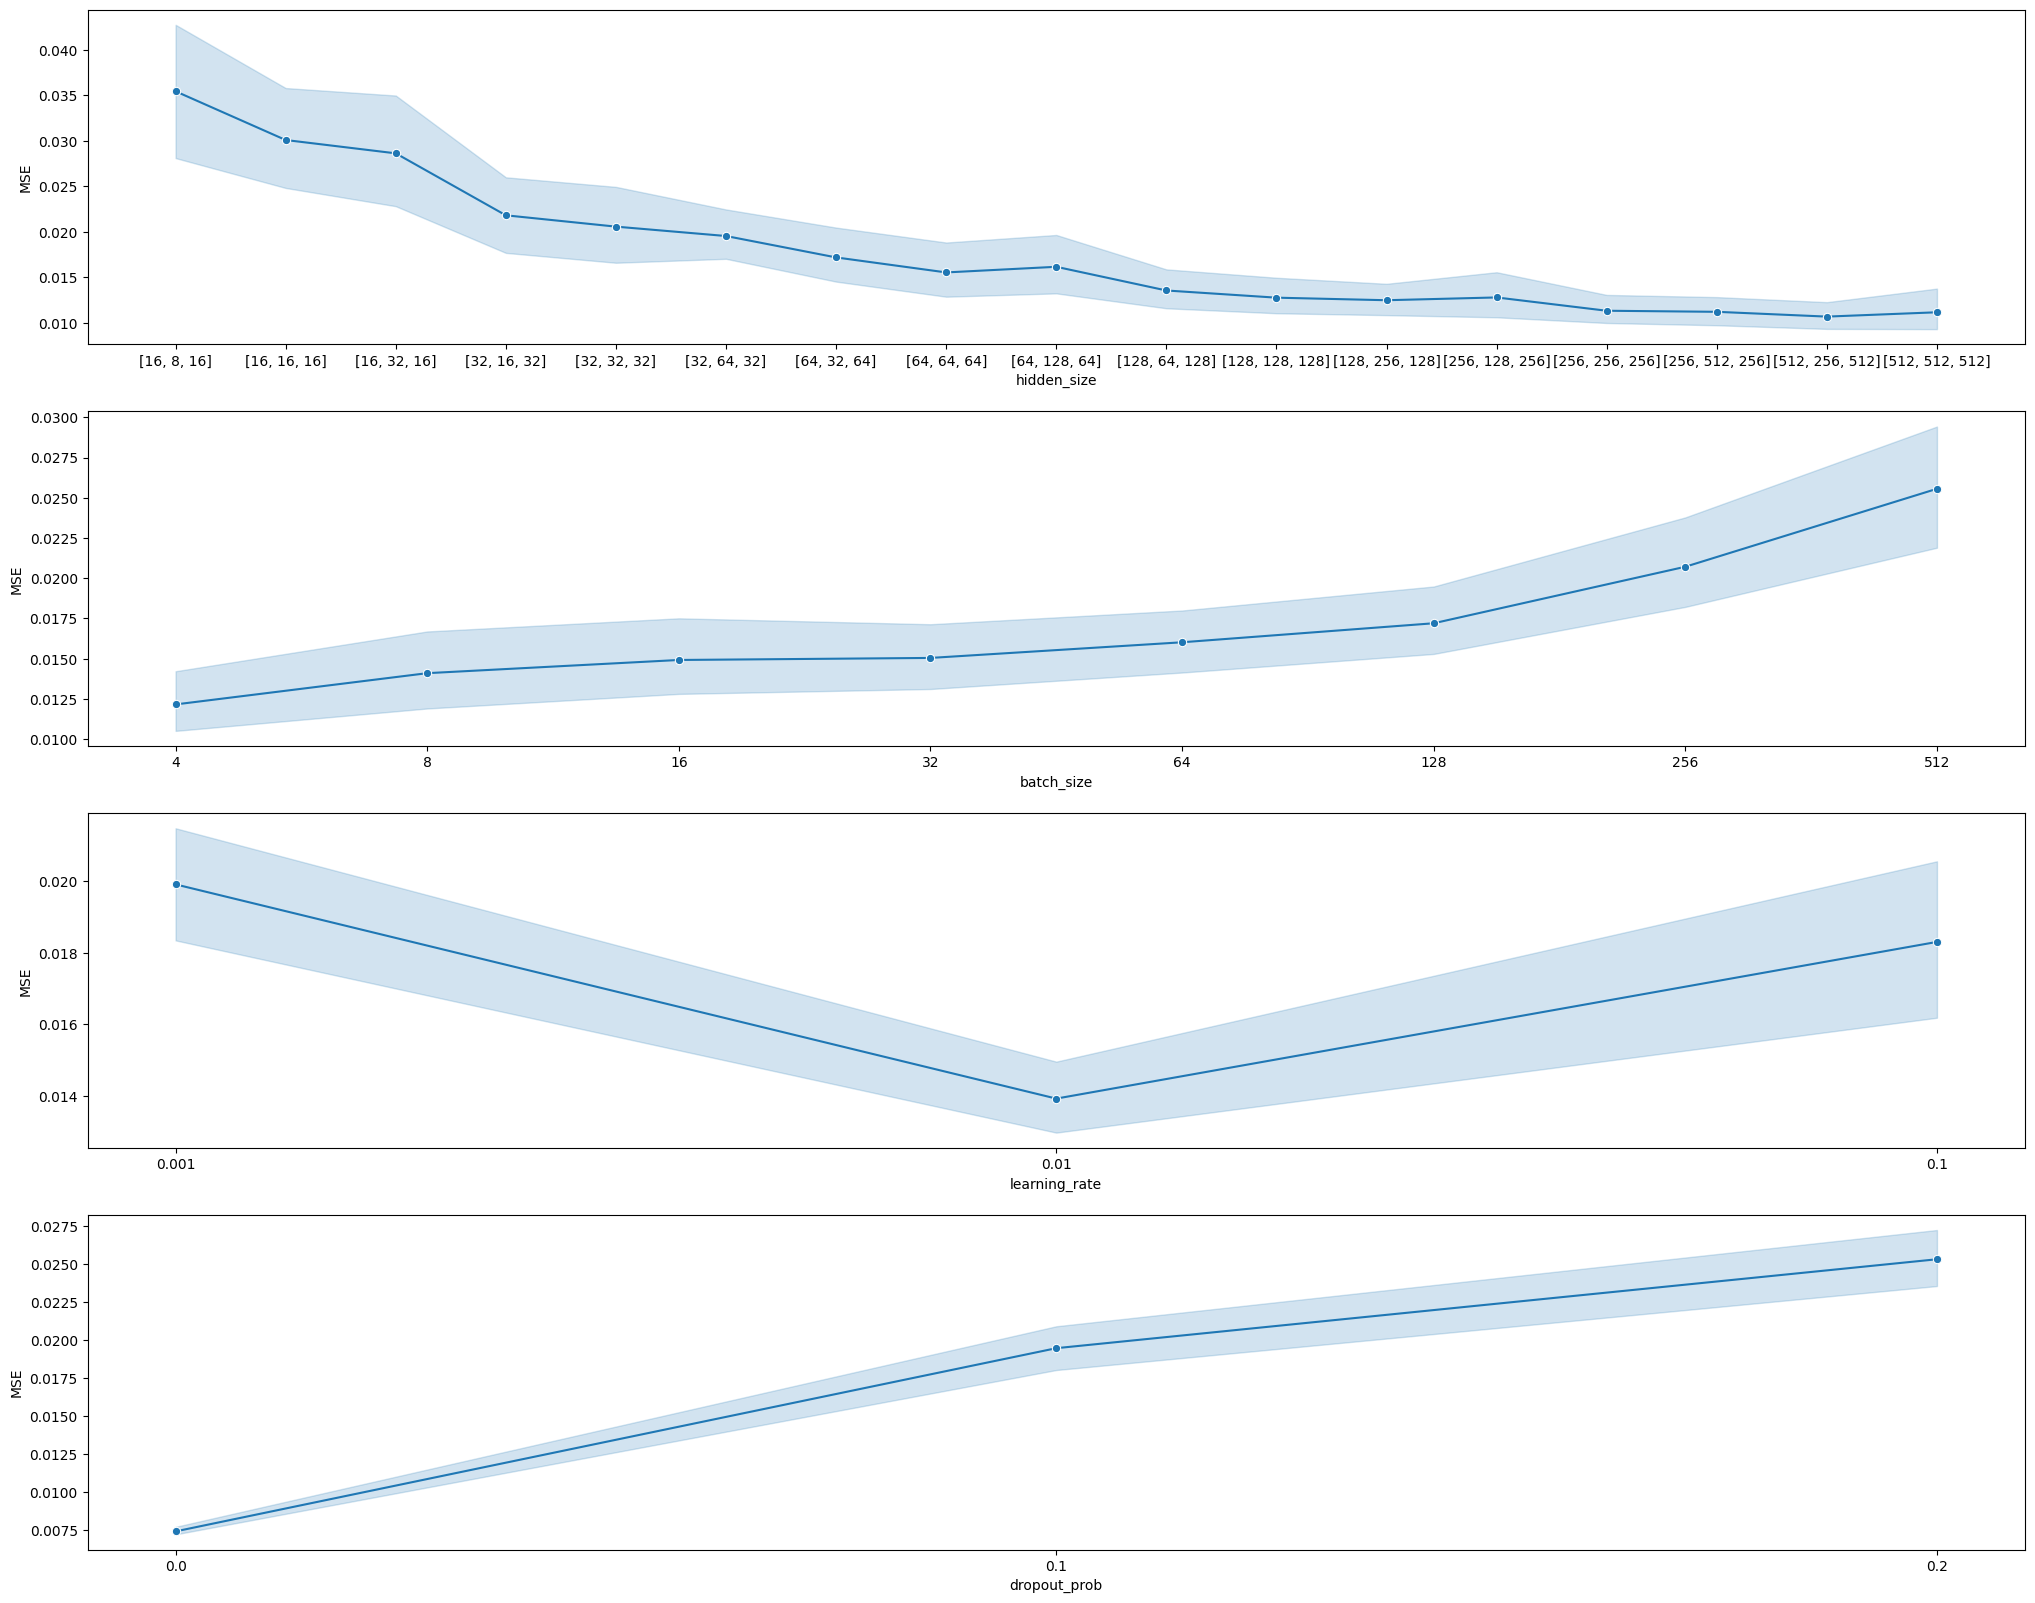 0.040
0.035
0.030
0.025
0.020
0.015
0.010
MSE
[16, 8, 16] [16, 16, 16] [16, 32, 16] [32, 16, 32] [32, 32, 32] [32, 64, 32] [64, 32, 64] [64, 64, 64] [64, 128, 64] [128, 64, 128] [128, 128, 128] [128, 256, 128] [256, 128, 256] [256, 256, 256] [256, 512, 256] [512, 256, 512] [512, 512, 512]
hidden_size
0.0300
0.0275
0.0250
0.0225
0.0200
0.0175
0.0150
0.0125
0.0100
MSE
4 8 16 32 64 128 256 512
batch_size
0.020
0.018
0.016
0.014
MSE
0.001 0.01 0.1
learning_rate
0.0275
0.0250
0.0225
0.0200
0.0175
0.0150
0.0125
0.0100
0.0075
MSE
0.0 0.1 0.2
dropout_prob